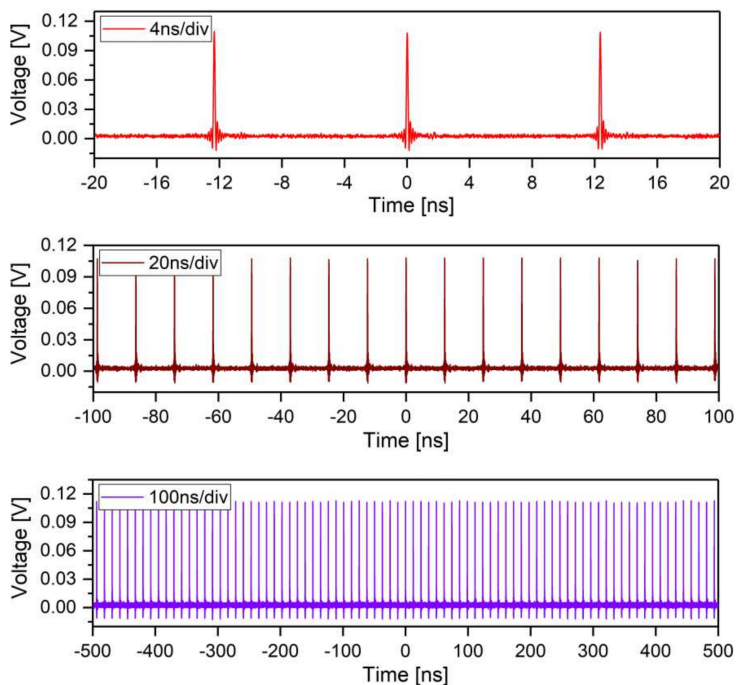 4ns/div
Voltage [V]
0.12
0.09
0.06
0.03
0.00
-20 -16 -12 -8 -4 0 4 8 12 16 20
Time [ns]
20ns/div
Voltage [V]
0.12
0.09
0.06
0.03
0.00
-100 -80 -60 -40 -20 0 20 40 60 80 100
Time [ns]
100ns/div
Voltage [V]
0.12
0.09
0.06
0.03
0.00
-500 -400 -300 -200 -100 0 100 200 300 400 500
Time [ns]